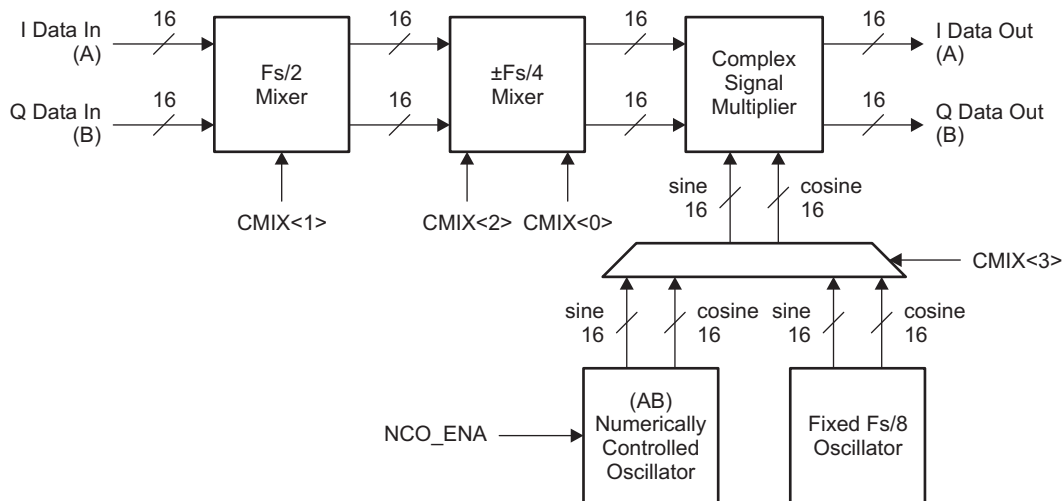 16
16
16
16
I Data In
(A)
I Data Out
(A)
Fs/2
Mixer
±Fs/4
Mixer
Complex
Signal
Multiplier
16
16
16
16
Q Data In
(B)
Q Data Out
(B)
sine
16
cosine
16
CMIX<1>
CMIX<2>
CMIX<0>
CMIX<3>
sine
16
cosine
16
sine
16
cosine
16
(AB)
Numerically
Controlled
Oscillator
Fixed Fs/8
Oscillator
NCO_ENA